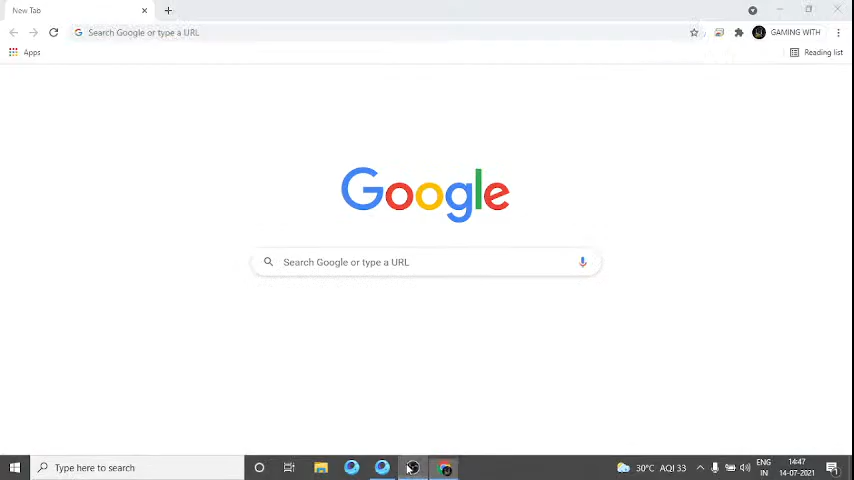 New Tab
Search Google or type a URL
GAMING WITH
Apps
Reading list
Google
Search Google or type a URL
Type here to search
30°C AQI 33
ENG
IN
14:47
14-07-2021